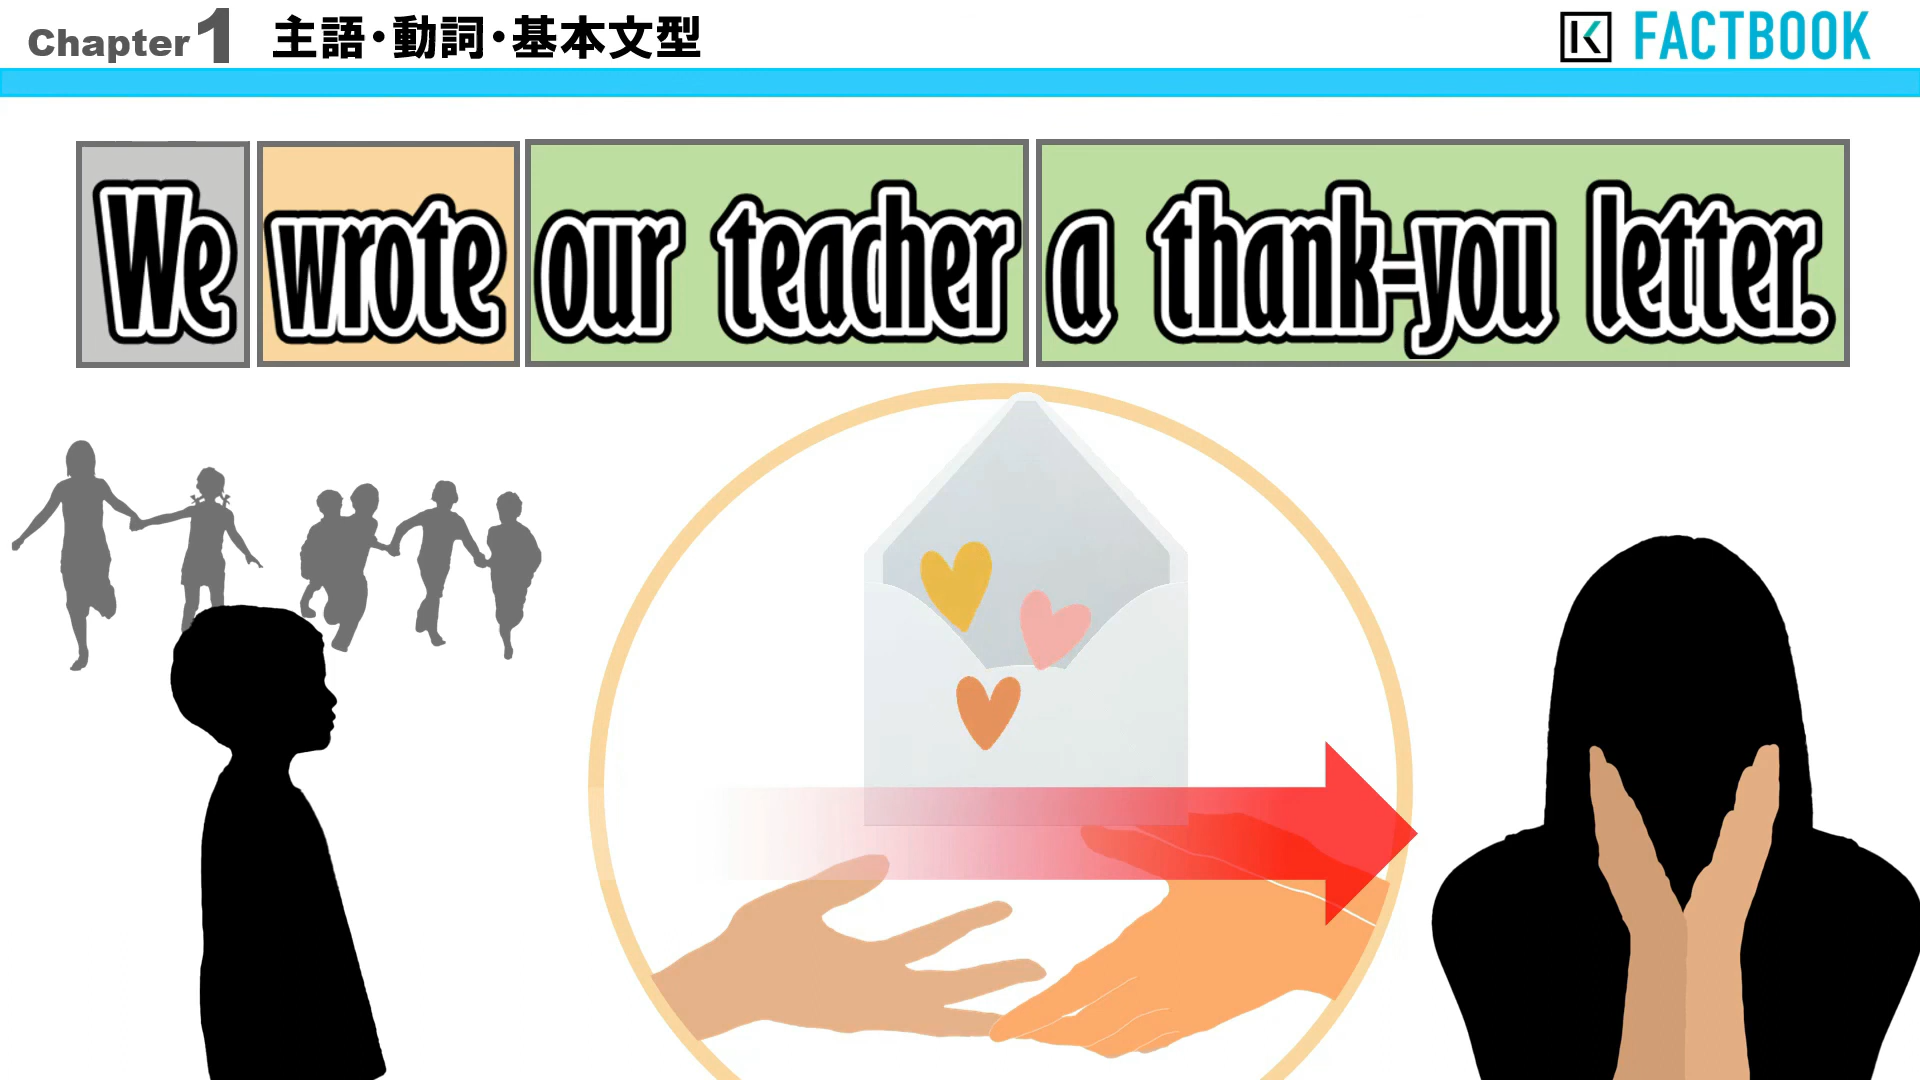 Chapter 1 主語・動詞・基本文型
K FACTBOOK
We wrote our teacher a thank-you letter.